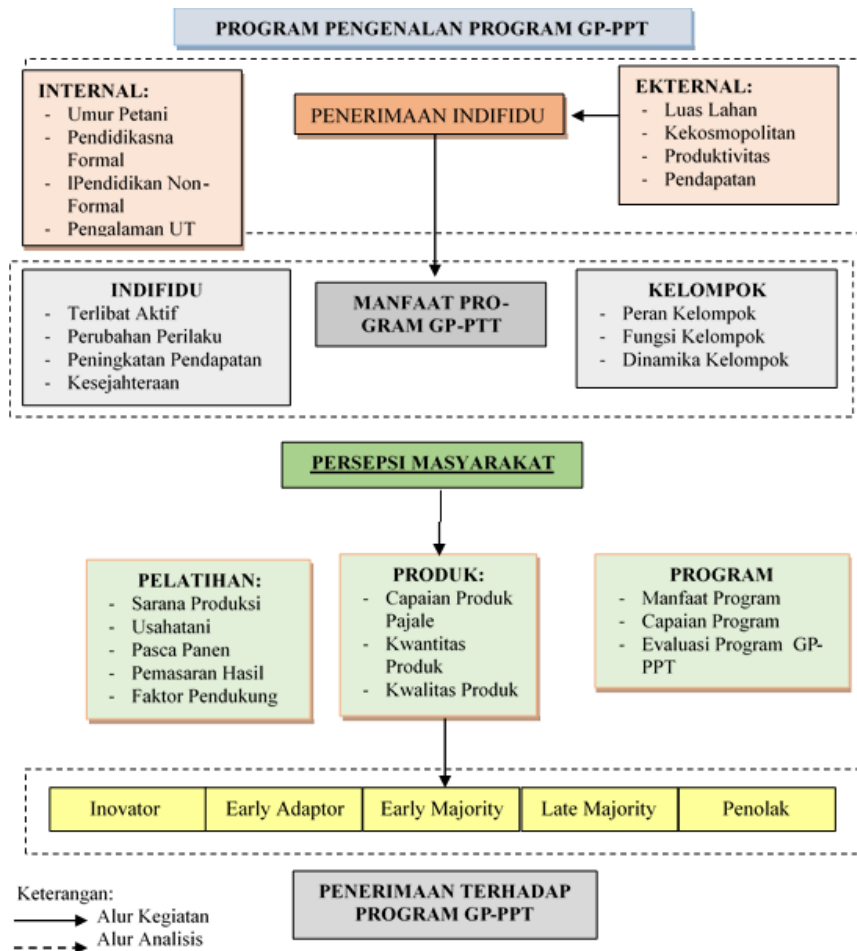 PROGRAM PENGENALAN PROGRAM GP-PPT
INTERNAL:
- Umur Petani
- Pendidikasna
Formal
- lPendidikan Non-
Formal
- Pengalaman UT
PENERIMAAN INDIFIDU
EKTERNAL:
- Luas Lahan
- Kekosmopolitan
- Produktivitas
- Pendapatan
INDIFIDU
- Terlibat Aktif
- Perubahan Perilaku
- Peningkatan Pendapatan
- Kesejahteraan
MANFAAT PRO-
GRAM GP-PTT
KELOMPOK
- Peran Kelompok
- Fungsi Kelompok
- Dinamika Kelompok
PERSEPSI MASYARAKAT
PELATIHAN:
- Sarana Produksi
- Usahatani
- Pasca Panen
- Pemasaran Hasil
- Faktor Pendukung
PRODUK:
- Capaian Produk
Pajale
- Kwantitas
Produk
- Kwalitas Produk
PROGRAM
- Manfaat Program
- Capaian Program
- Evaluasi Program GP-
PPT
Inovator
Early Adaptor
Early Majority
Late Majority
Penolak
PENERIMAAN TERHADAP
PROGRAM GP-PPT
Keterangan:
Alur Kegiatan
Alur Analisis